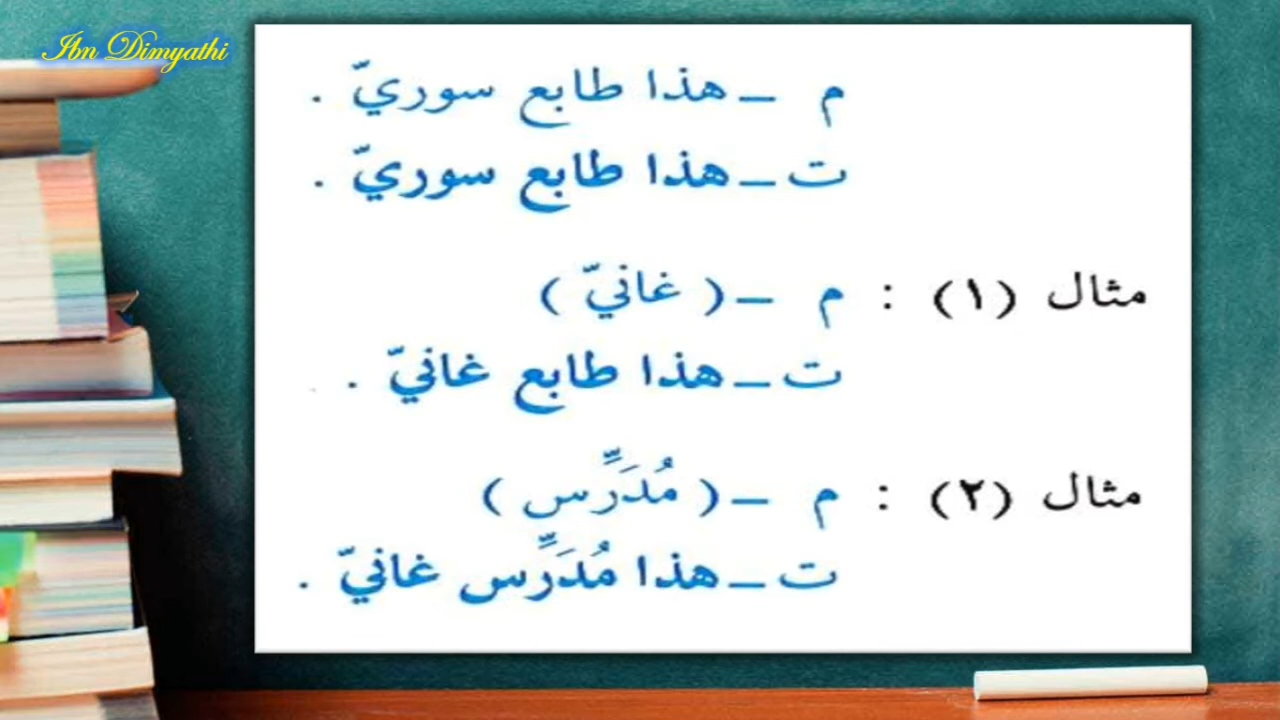 Ibn Dimyathi
م – هذا طابع سوريّ .
ت – هذا طابع سوريّ .
مثال (١) : م – ( غانيّ )
ت – هذا طابع غانيّ .
مثال (٢) : م – ( مُدَرِّس )
ت – هذا مُدَرِّس غانيّ .